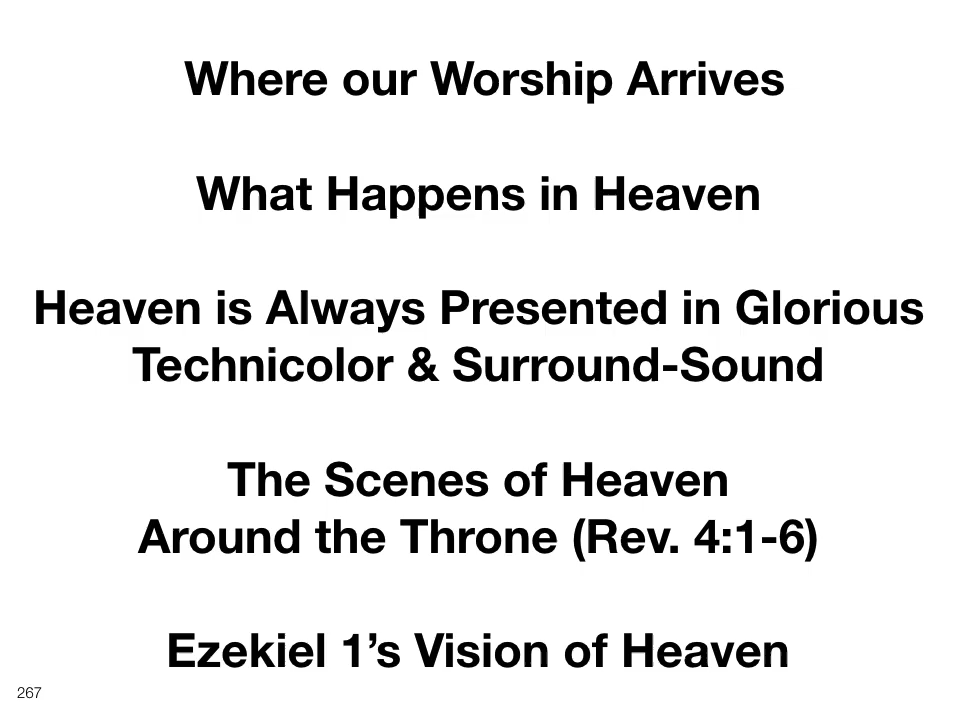 Where our Worship Arrives
What Happens in Heaven
Heaven is Always Presented in Glorious
Technicolor & Surround-Sound
The Scenes of Heaven
Around the Throne (Rev. 4:1-6)
Ezekiel 1’s Vision of Heaven
267